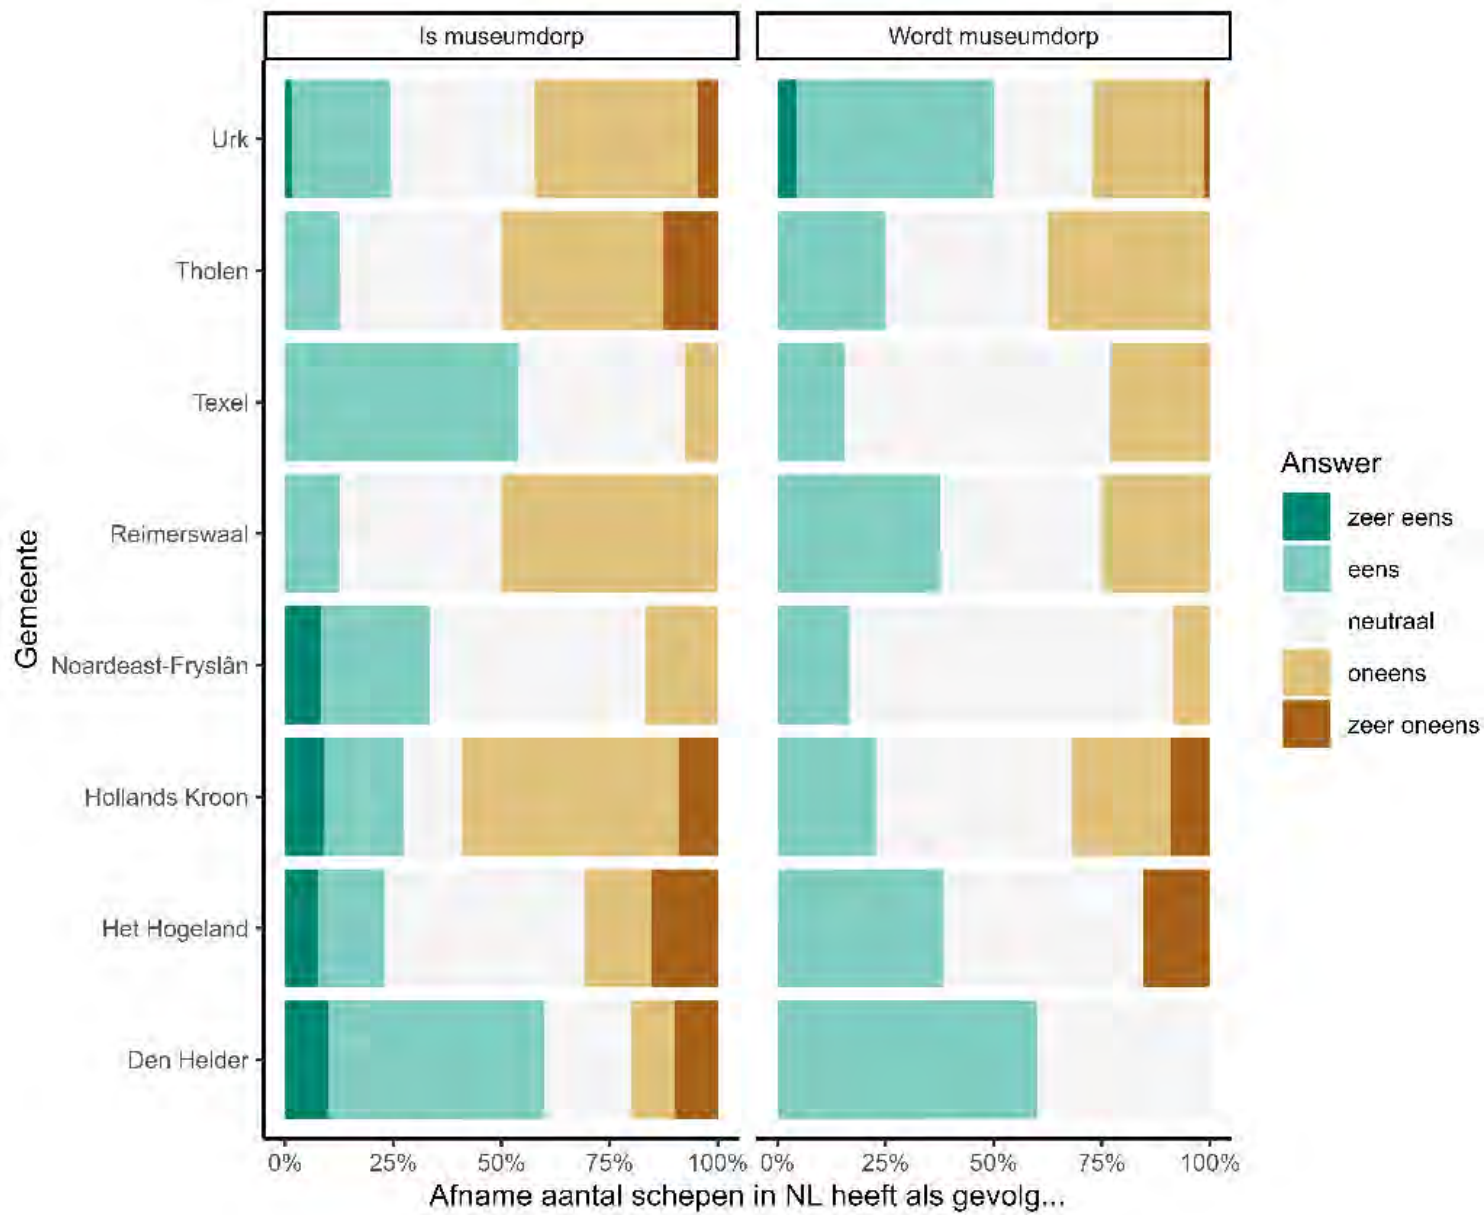 Is museumdorp
Wordt museumdorp
Urk
Tholen
Texel
Reimerswaal
Noardeast-Fryslân
Hollands Kroon
Het Hogeland
Den Helder
Gemeente
0% 25% 50% 75% 100% 0% 25% 50% 75% 100%
Afname aantal schepen in NL heeft als gevolg...
Answer
zeer eens
eens
neutraal
oneens
zeer oneens